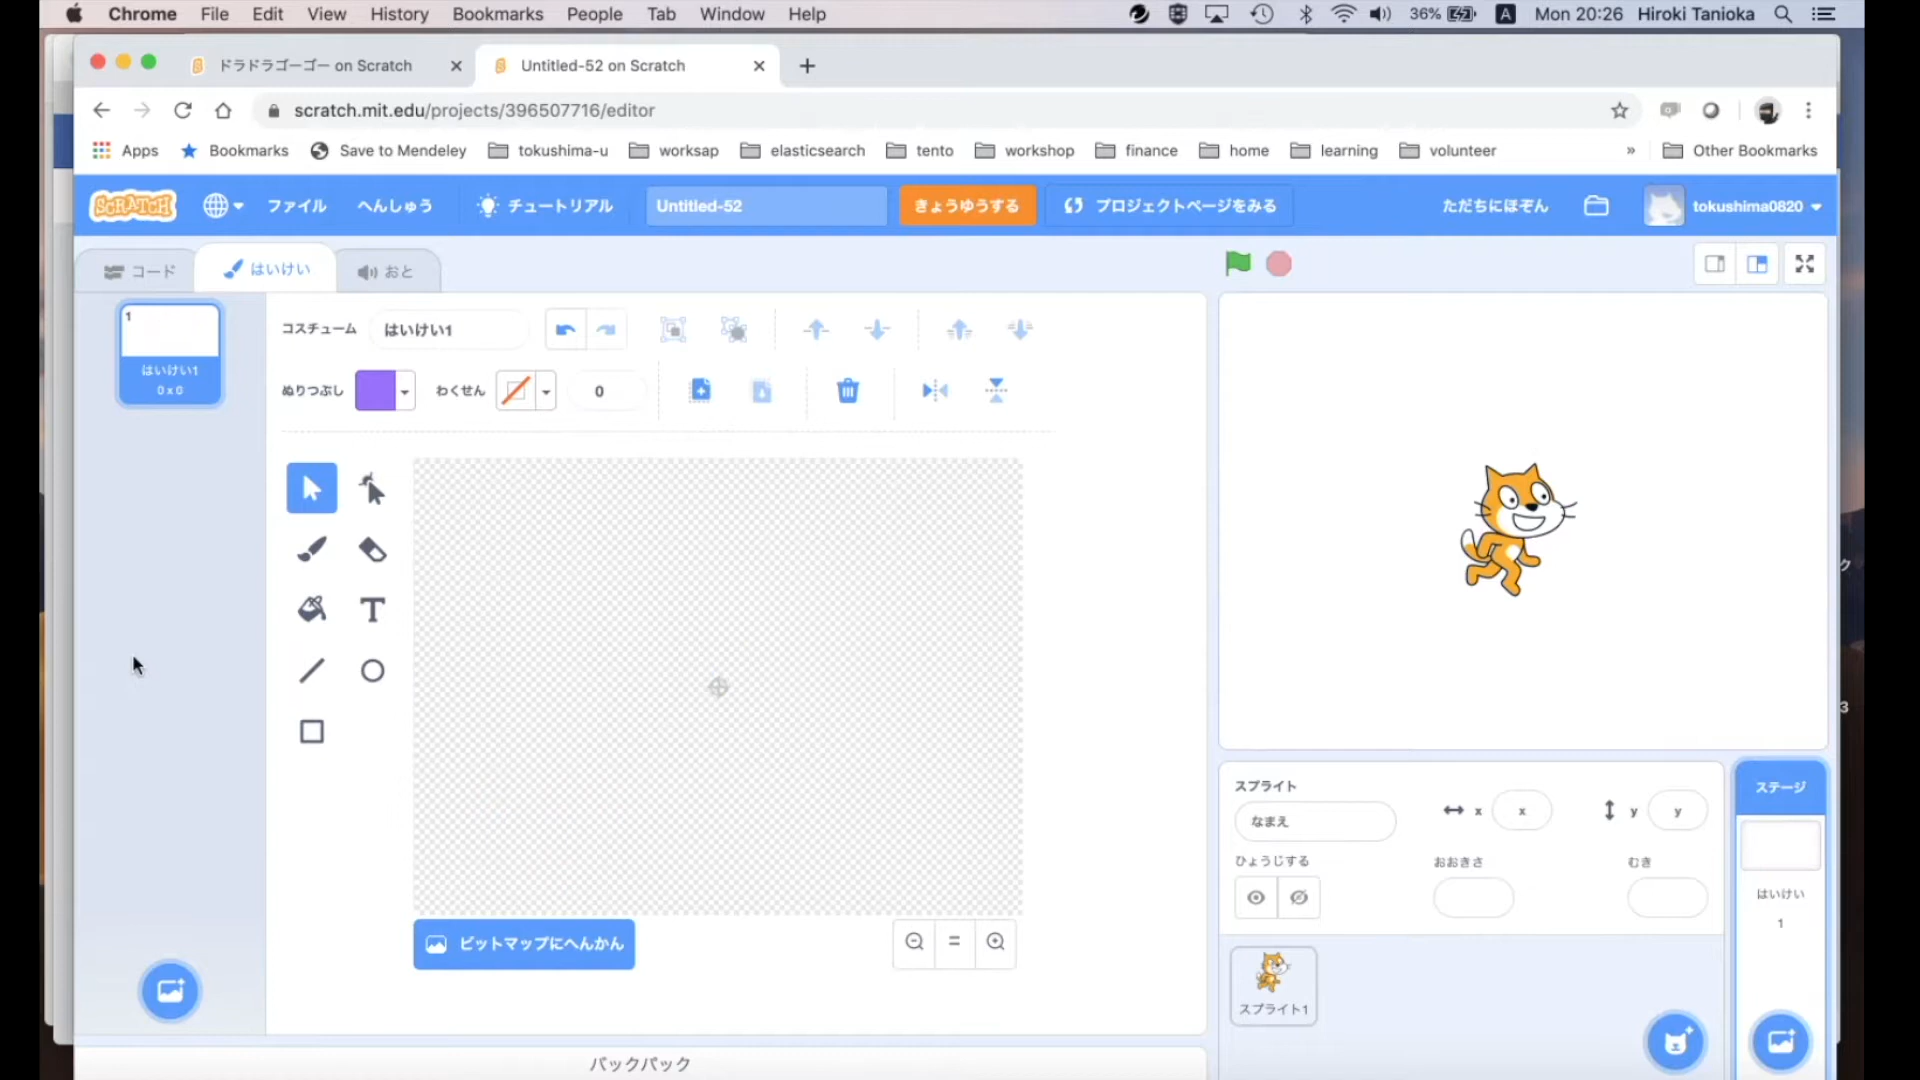 Chrome File Edit View History Bookmarks People Tab Window Help 36% A Mon 20:26 Hiroki Tanioka
ドラドラゴーゴー on Scratch
Untitled-52 on Scratch
scratch.mit.edu/projects/396507716/editor
Apps Bookmarks Save to Mendeley tokushima-u worksap elasticsearch tento workshop finance home learning volunteer » Other Bookmarks
SCRATCH ファイル へんしゅう チュートリアル Untitled-52 きょうゆうする プロジェクトページをみる ただちにほぞん tokushima0820
コード はいけい おと
1
はいけい1
0 x 0
コスチューム はいけい1
ぬりつぶし わくせん 0
T
ビットマップにへんかん
=
バックパック
スプライト
なまえ
x x y y
ひょうじする おおきさ むき
スプライト1
ステージ
はいけい
1
ク
3